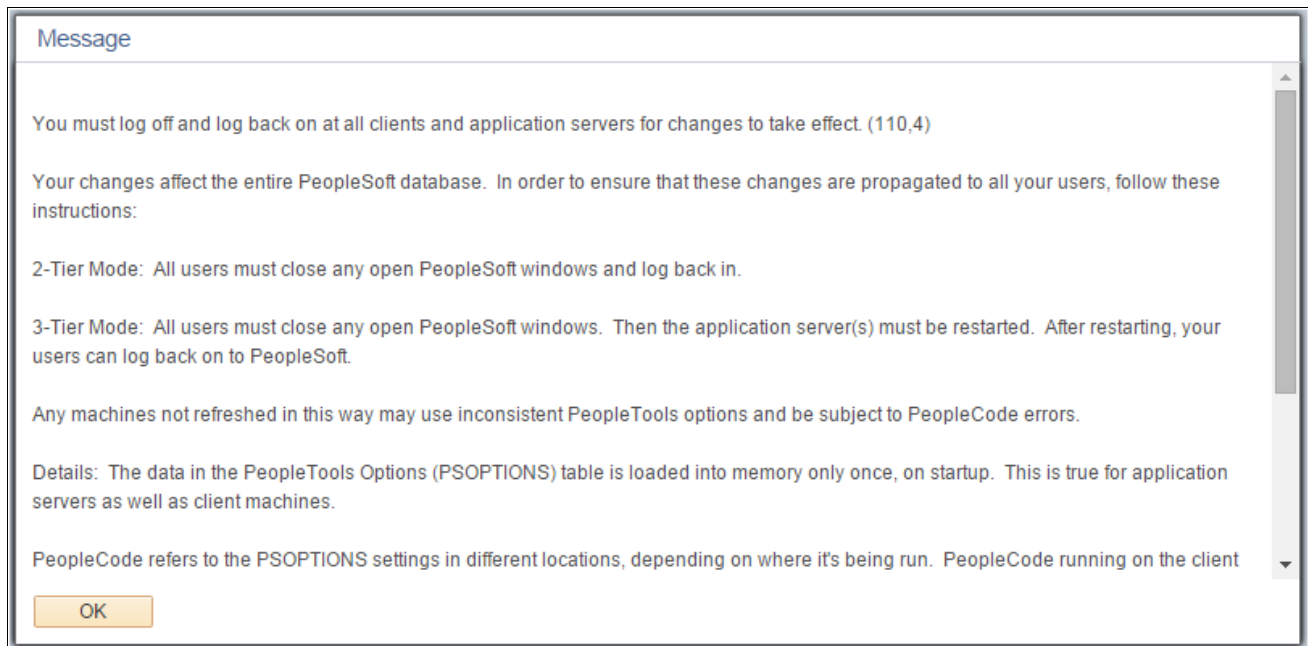 Message
You must log off and log back on at all clients and application servers for changes to take effect. (110,4)
Your changes affect the entire PeopleSoft database.  In order to ensure that these changes are propagated to all your users, follow these
instructions:
2-Tier Mode:  All users must close any open PeopleSoft windows and log back in.
3-Tier Mode:  All users must close any open PeopleSoft windows.  Then the application server(s) must be restarted.  After restarting, your
users can log back on to PeopleSoft.
Any machines not refreshed in this way may use inconsistent PeopleTools options and be subject to PeopleCode errors.
Details:  The data in the PeopleTools Options (PSOPTIONS) table is loaded into memory only once, on startup.  This is true for application
servers as well as client machines.
PeopleCode refers to the PSOPTIONS settings in different locations, depending on where it's being run.  PeopleCode running on the client
OK